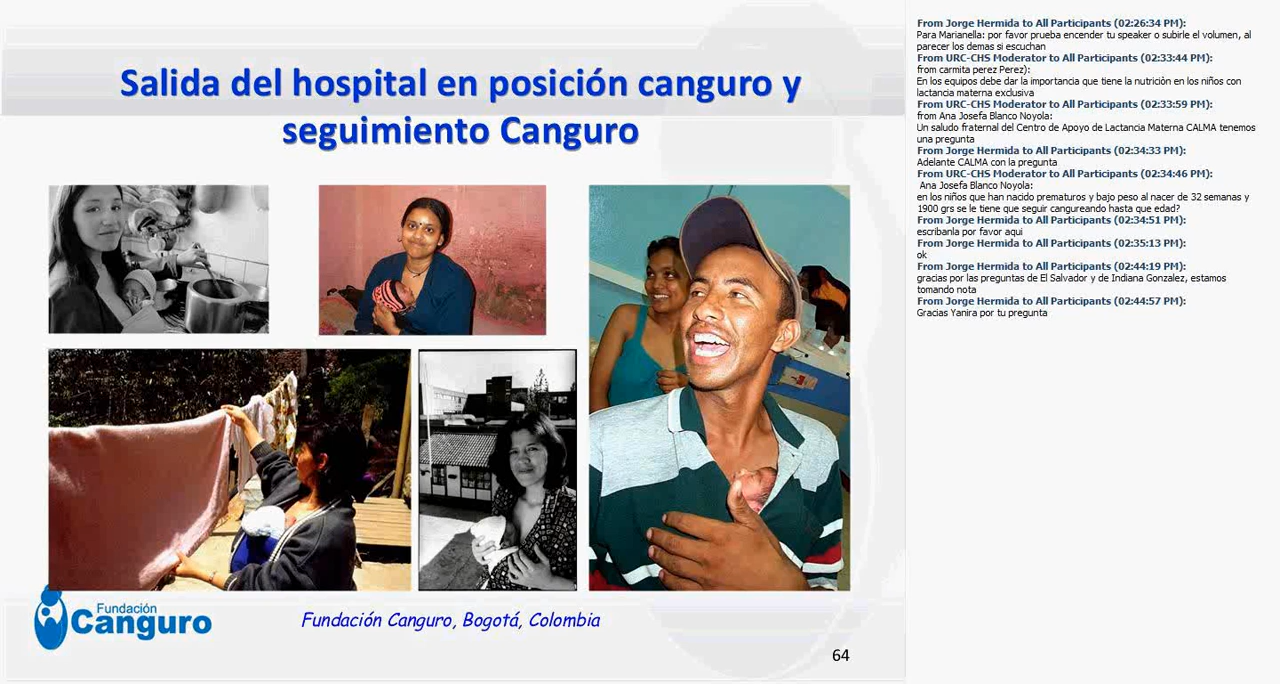 Salida del hospital en posición canguro y
seguimiento Canguro
Fundación
Canguro
Fundación Canguro, Bogotá, Colombia
64
From Jorge Hermida to All Participants (02:26:34 PM):
Para Marianella: por favor prueba encender tu speaker o subirle el volumen, al
parecer los demas si escuchan
From URC-CHS Moderator to All Participants (02:33:44 PM):
from carmita perez Perez):
En los equipos debe dar la importancia que tiene la nutriciòn en los niños con
lactancia materna exclusiva
From URC-CHS Moderator to All Participants (02:33:59 PM):
from Ana Josefa Blanco Noyola:
Un saludo fraternal del Centro de Apoyo de Lactancia Materna CALMA tenemos
una pregunta
From Jorge Hermida to All Participants (02:34:33 PM):
Adelante CALMA con la pregunta
From URC-CHS Moderator to All Participants (02:34:46 PM):
Ana Josefa Blanco Noyola:
en los niños que han nacido prematuros y bajo peso al nacer de 32 semanas y
1900 grs se le tiene que seguir cangureando hasta que edad?
From Jorge Hermida to All Participants (02:34:51 PM):
escribanla por favor aqui
From Jorge Hermida to All Participants (02:35:13 PM):
ok
From Jorge Hermida to All Participants (02:44:19 PM):
gracias por las preguntas de El Salvador y de Indiana Gonzalez, estamos
tomando nota
From Jorge Hermida to All Participants (02:44:57 PM):
Gracias Yanira por tu pregunta